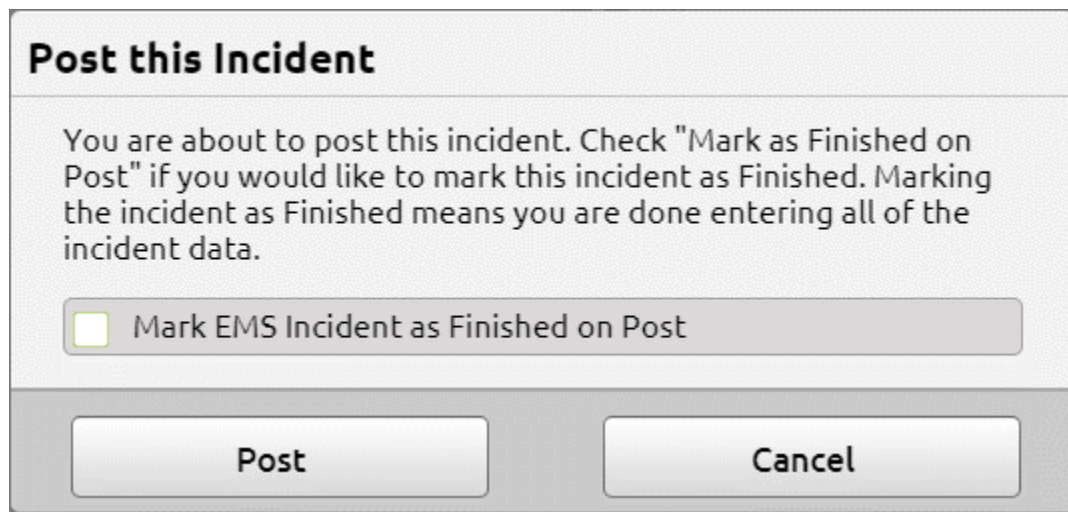 Post this Incident
You are about to post this incident. Check "Mark as Finished on
Post" if you would like to mark this incident as Finished. Marking
the incident as Finished means you are done entering all of the
incident data.
Mark EMS Incident as Finished on Post
Post
Cancel